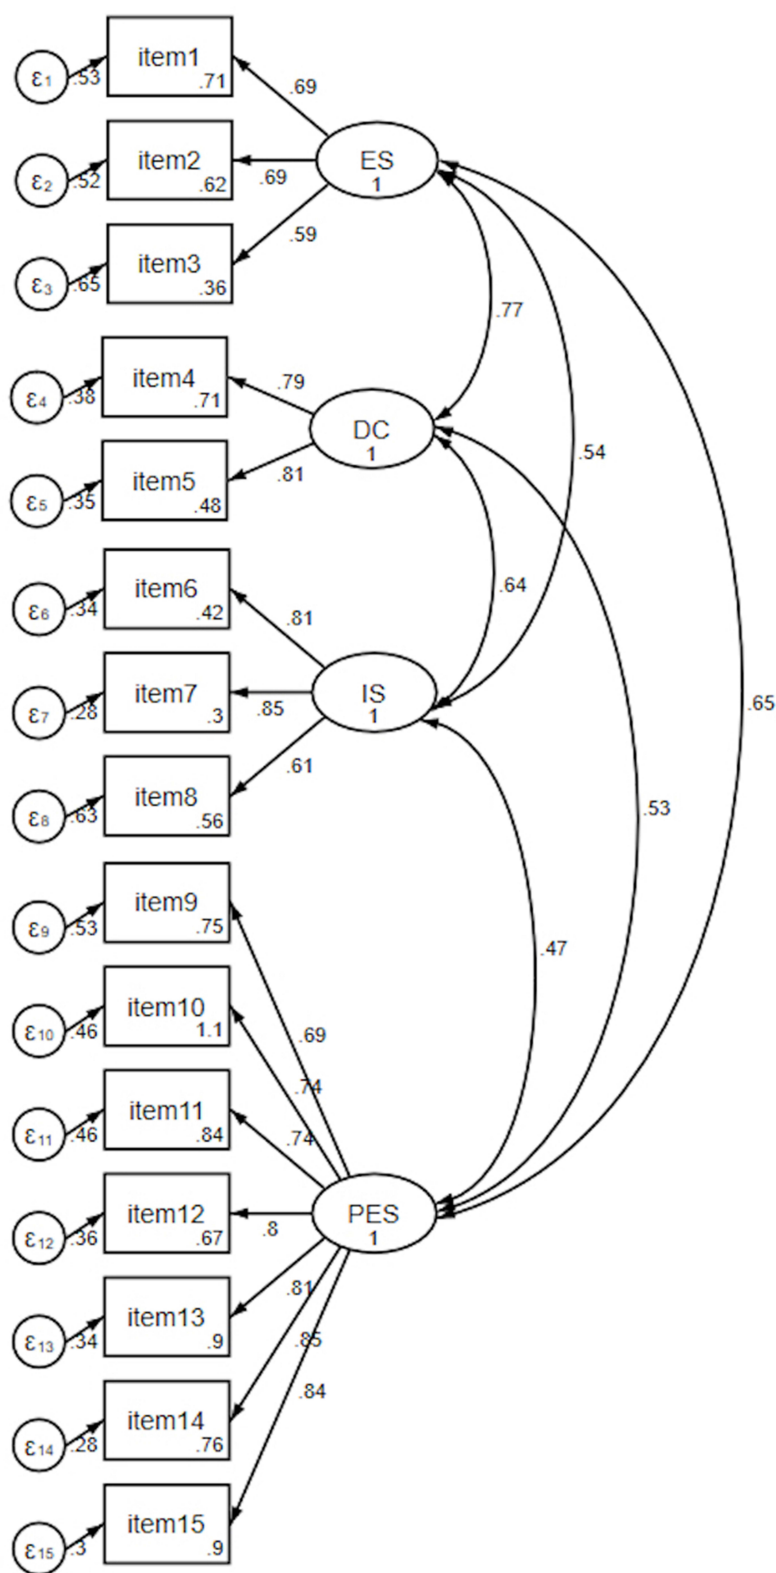 item1
.71
ε1
.53
.69
item2
.62
ε2
.52
.69
ES
1
item3
.36
ε3
.65
.59
.77
item4
.71
ε4
.38
.79
DC
1
item5
.48
ε5
.35
.81
.54
item6
.42
ε6
.34
.81
.64
item7
.3
ε7
.28
.85
IS
1
.65
item8
.56
ε8
.63
.61
.53
item9
.75
ε9
.53
.47
item10
1.1
ε10
.46
.69
.74
item11
.84
ε11
.46
.74
item12
.67
ε12
.36
.8
PES
1
item13
.9
ε13
.34
.81
.85
item14
.76
ε14
.28
.84
item15
.9
ε15
.3